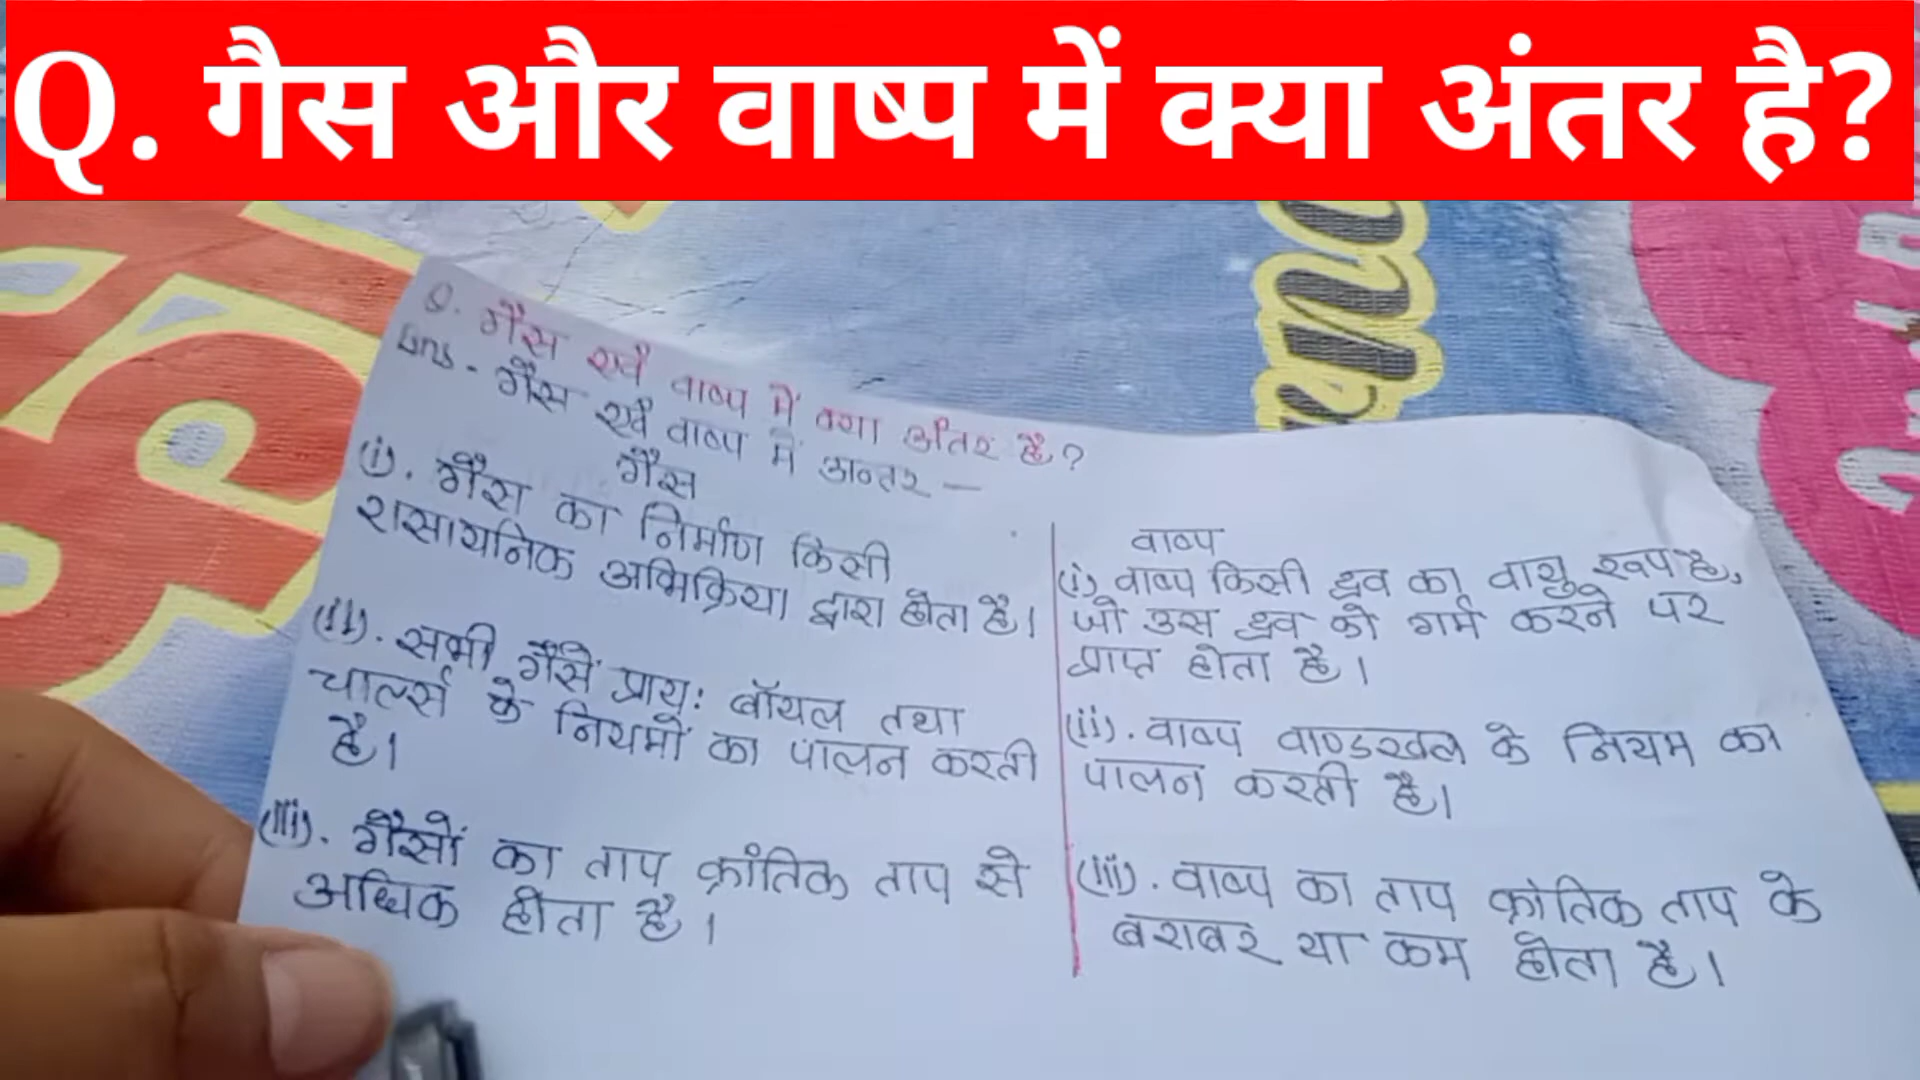 Q. गैस और वाष्प में क्या अंतर है?
Q. गैस एवं वाष्प में क्या अंतर है?
Ans - गैस एवं वाष्प में अन्तर -
गैस
(i). गैस का निर्माण किसी
रासायनिक अभिक्रिया द्वारा होता है।
(ii). सभी गैसें प्रायः बॉयल तथा
चार्ल्स के नियमों का पालन करती
है।
(iii). गैसों का ताप क्रांतिक ताप से
अधिक होता है।
वाष्प
(i) वाष्प किसी द्रव का वायु रूप है,
जो उस द्रव को गर्म करने पर
प्राप्त होता है।
(ii). वाष्प वाण्डरवल के नियम का
पालन करती है।
(iii). वाष्प का ताप क्रांतिक ताप के
बराबर या कम होता है।